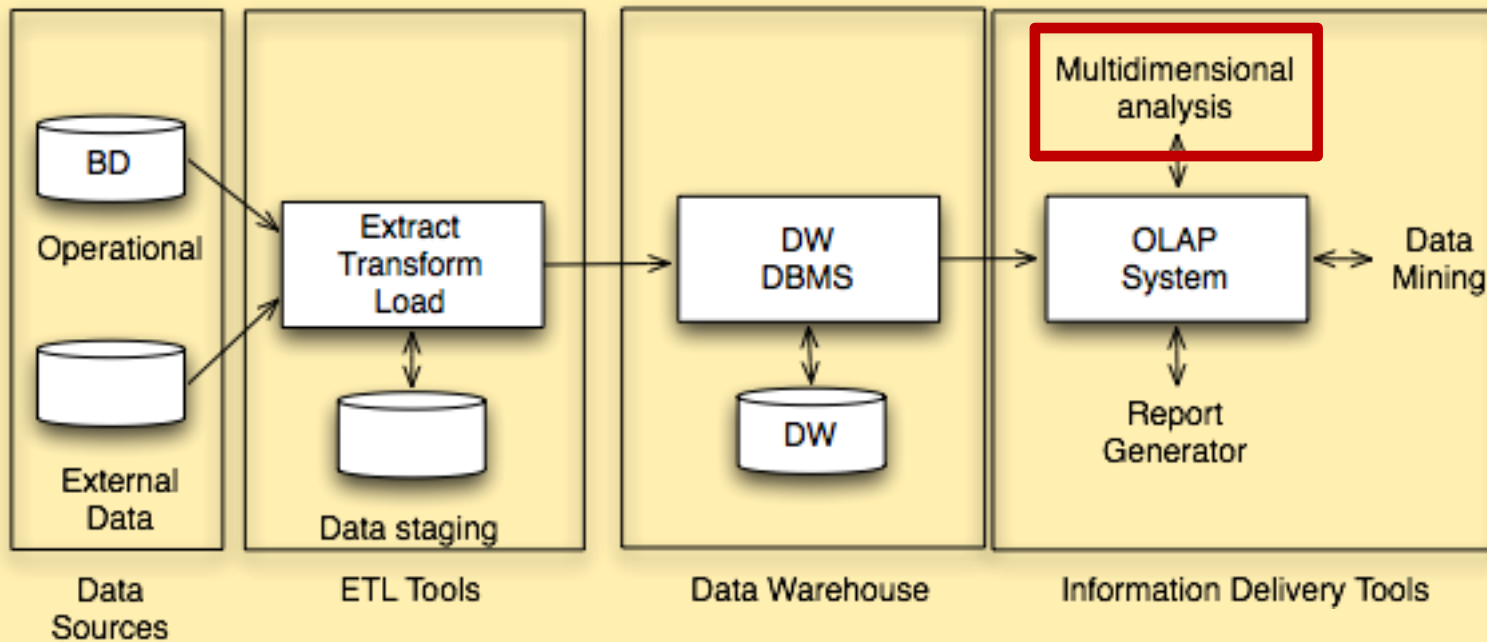 BD
Operational
External
Data
Data
Sources
Extract
Transform
Load
Data staging
ETL Tools
DW
DBMS
DW
Data Warehouse
Multidimensional
analysis
OLAP
System
Data
Mining
Report
Generator
Information Delivery Tools